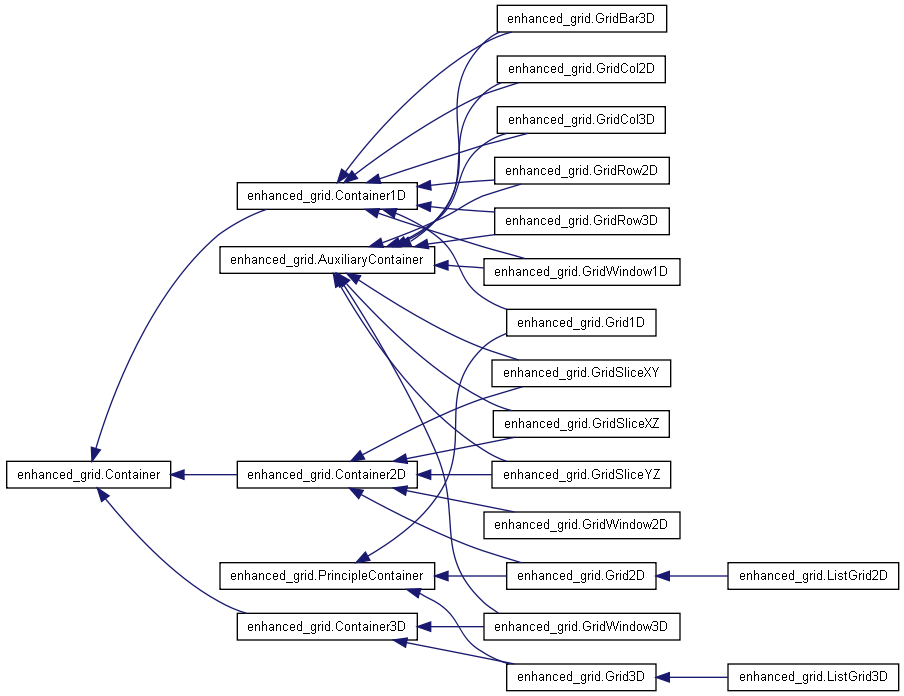 enhanced_grid.GridBar3D
enhanced_grid.GridCol2D
enhanced_grid.GridCol3D
enhanced_grid.GridRow2D
enhanced_grid.Container1D
enhanced_grid.GridRow3D
enhanced_grid.AuxiliaryContainer
enhanced_grid.GridWindow1D
enhanced_grid.Grid1D
enhanced_grid.GridSliceXY
enhanced_grid.GridSliceXZ
enhanced_grid.Container
enhanced_grid.Container2D
enhanced_grid.GridSliceYZ
enhanced_grid.GridWindow2D
enhanced_grid.PrincipleContainer
enhanced_grid.Grid2D
enhanced_grid.ListGrid2D
enhanced_grid.Container3D
enhanced_grid.GridWindow3D
enhanced_grid.Grid3D
enhanced_grid.ListGrid3D